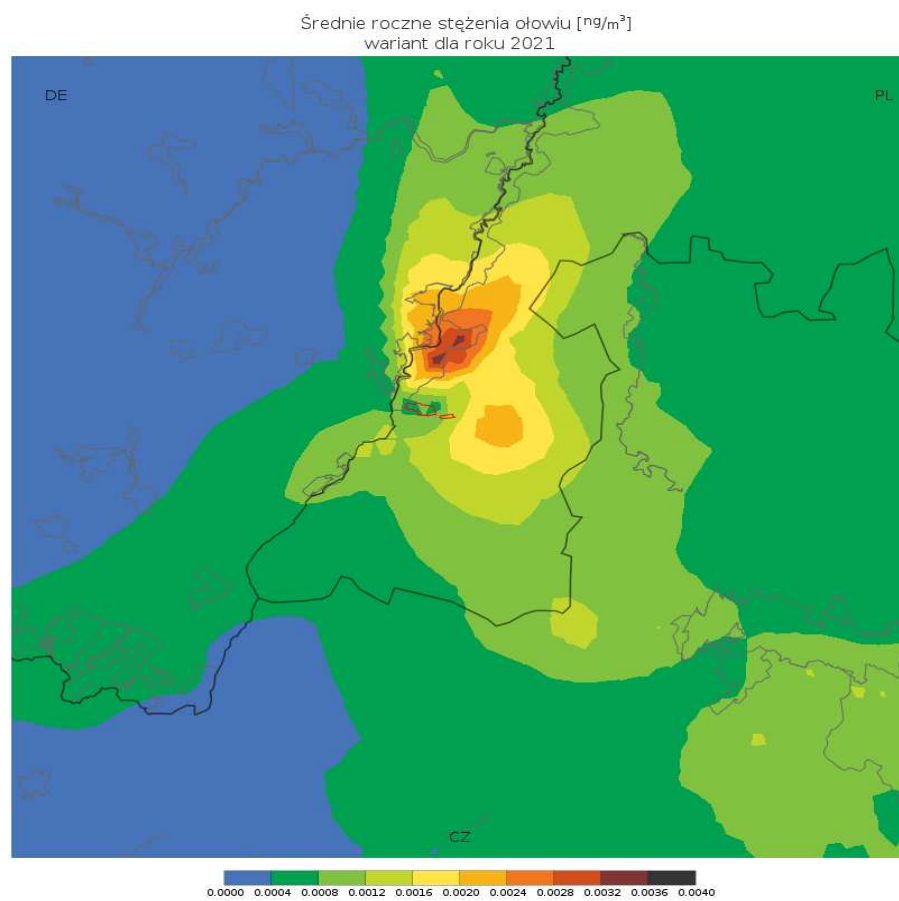 Średnie roczne stężenia ołowiu [ng/m³]
wariant dla roku 2021
DE
PL
CZ
0.0000 0.0004 0.0008 0.0012 0.0016 0.0020 0.0024 0.0028 0.0032 0.0036 0.0040